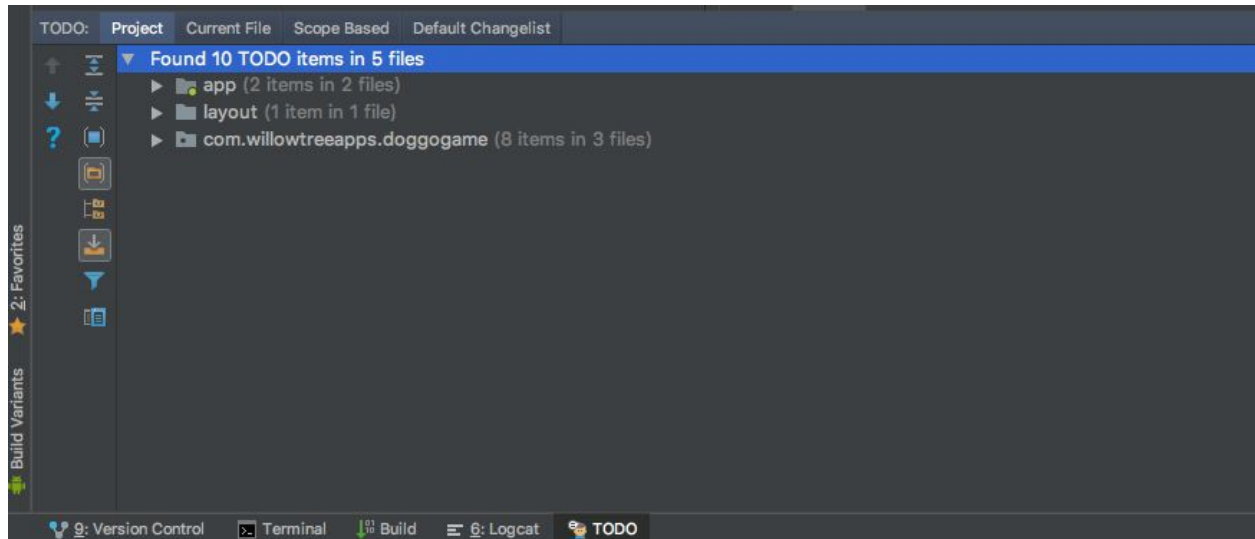 TODO: Project Current File Scope Based Default Changelist
Found 10 TODO items in 5 files
app (2 items in 2 files)
layout (1 item in 1 file)
com.willowtreeapps.doggogame (8 items in 3 files)
2: Favorites
Build Variants
9: Version Control Terminal Build 6: Logcat TODO